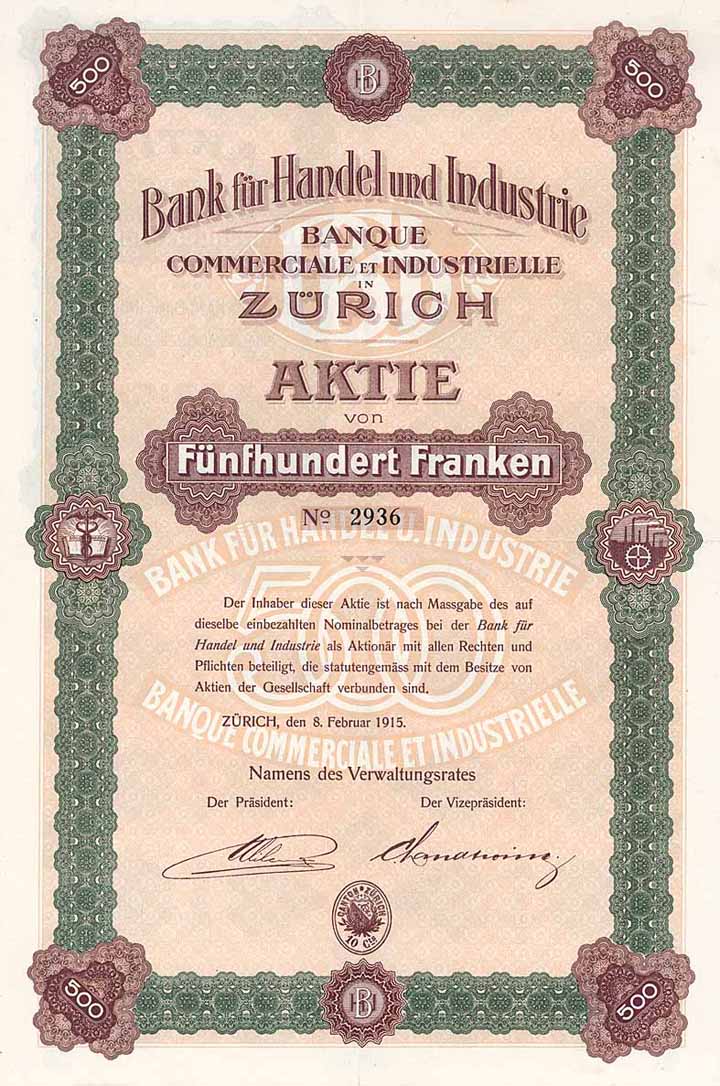 500
BHI
500
Bank für Handel und Industrie
BANQUE
COMMERCIALE ET INDUSTRIELLE
IN
ZÜRICH
AKTIE
von
Fünfhundert Franken
Nº 2936
BANK FÜR HANDEL U. INDUSTRIE
500
Der Inhaber dieser Aktie ist nach Massgabe des auf
dieselbe einbezahlten Nominalbetrages bei der Bank für
Handel und Industrie als Aktionär mit allen Rechten und
Pflichten beteiligt, die statutengemäss mit dem Besitze von
Aktien der Gesellschaft verbunden sind.
ZÜRICH, den 8. Februar 1915.
BANQUE COMMERCIALE ET INDUSTRIELLE
Namens des Verwaltungsrates
Der Präsident: Der Vizepräsident:
CANTON ZÜRICH
10 Cts
500
BHI
500